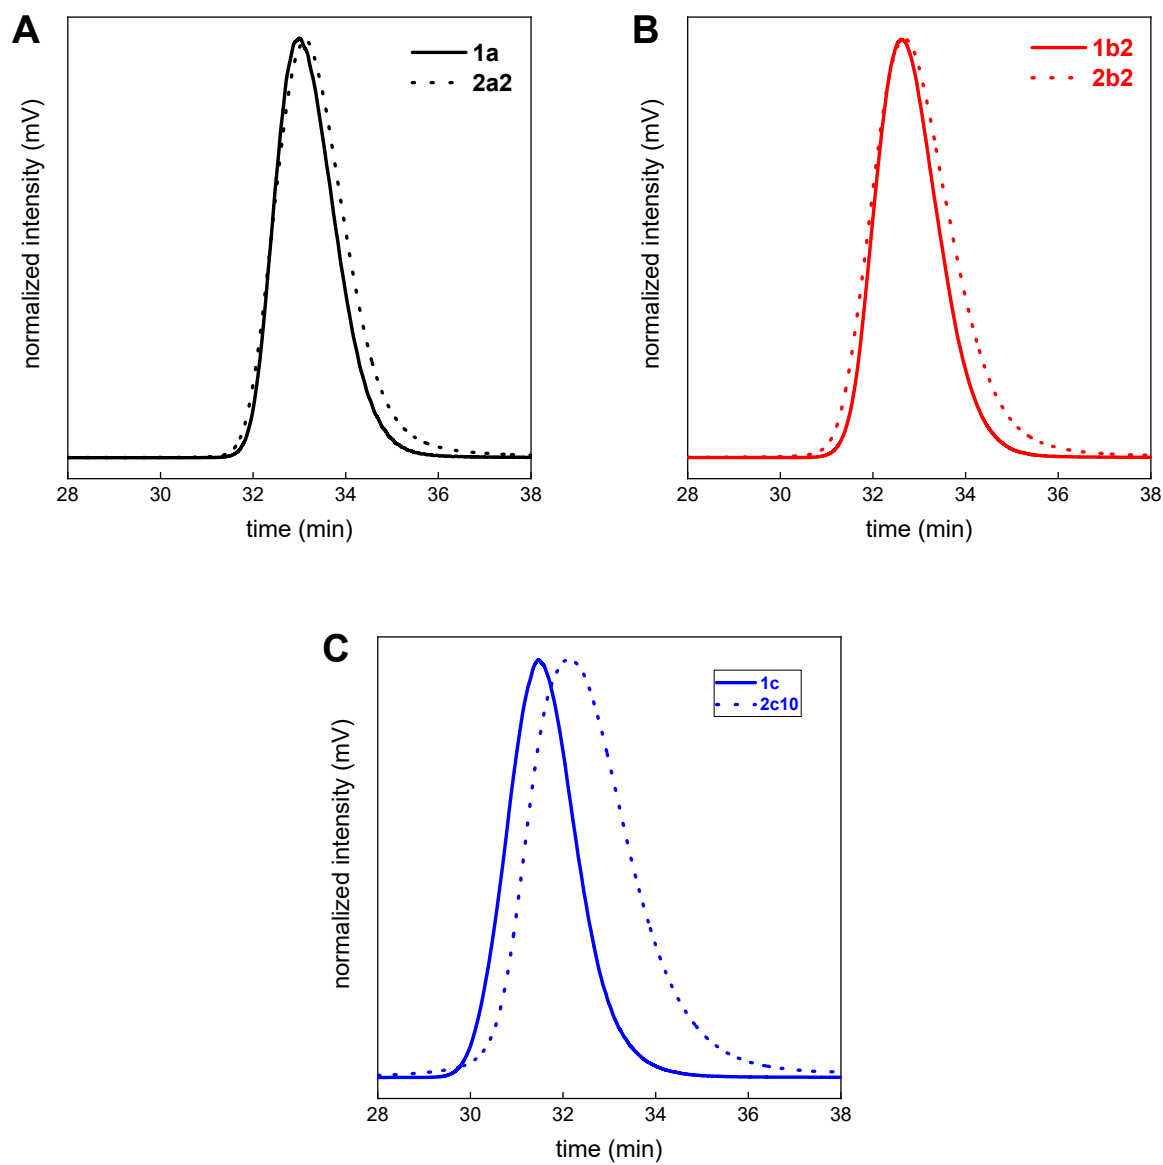 A
1a
2a2
normalized intensity (mV)
28 30 32 34 36 38
time (min)
B
1b2
2b2
normalized intensity (mV)
28 30 32 34 36 38
time (min)
C
1c
2c10
normalized intensity (mV)
28 30 32 34 36 38
time (min)